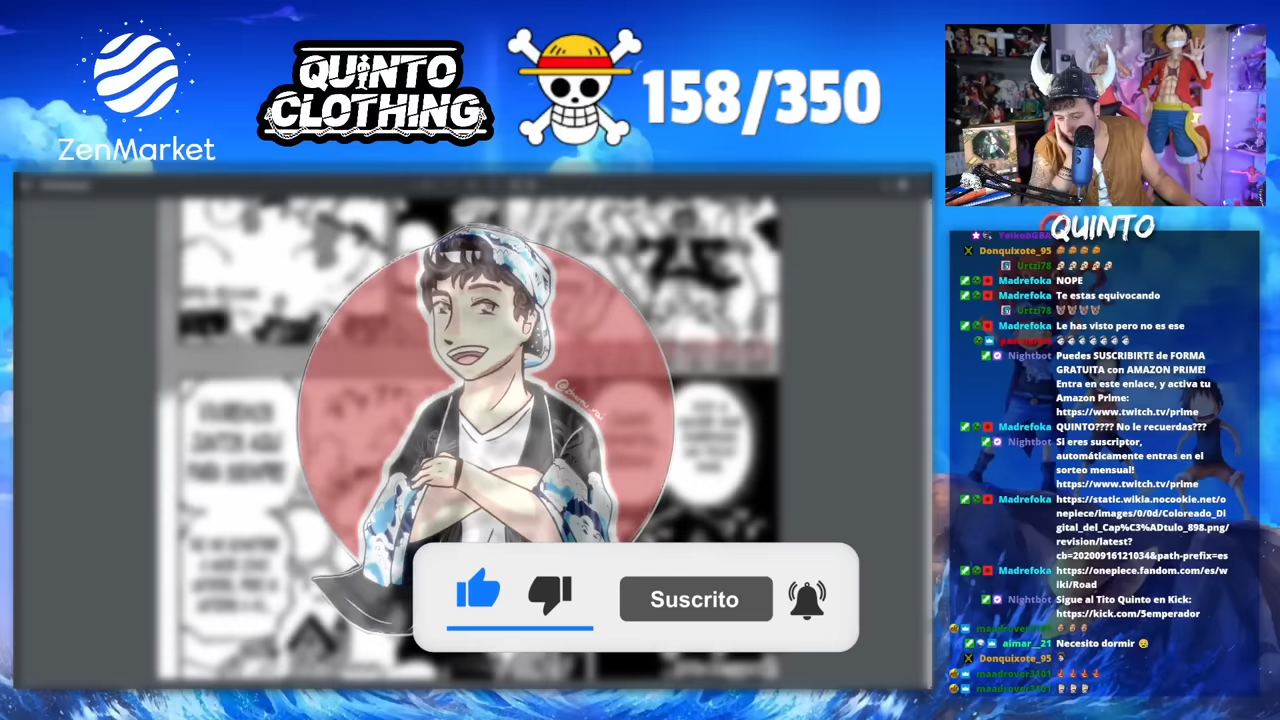 ZenMarket
QUINTO
CLOTHING
158/350
Suscrito
QUINTO
YoikobGBA
Donquixote_95
Urtzi78
Madrefoka NOPE
Madrefoka Te estas equivocando
Urtzi78
Madrefoka Le has visto pero no es ese
Nightbot Puedes SUSCRIBIRTE de FORMA
GRATUITA con AMAZON PRIME!
Entra en este enlace, y activa tu
Amazon Prime:
https://www.twitch.tv/prime
Madrefoka QUINTO???? No le recuerdas???
Nightbot Si eres suscriptor,
automáticamente entras en el
sorteo mensual!
https://www.twitch.tv/prime
Madrefoka https://static.wikia.nocookie.net/o
nepiece/images/0/0d/Coloreado_Di
gital_del_Cap%C3%ADtulo_898.png/
revision/latest?
cb=20200916121034&path-prefix=es
Madrefoka https://onepiece.fandom.com/es/w
iki/Road
Nightbot Sigue al Tito Quinto en Kick:
https://kick.com/5emperador
maadrover3101
aimar__21 Necesito dormir
Donquixote_95
maadrover3101
maadrover3101